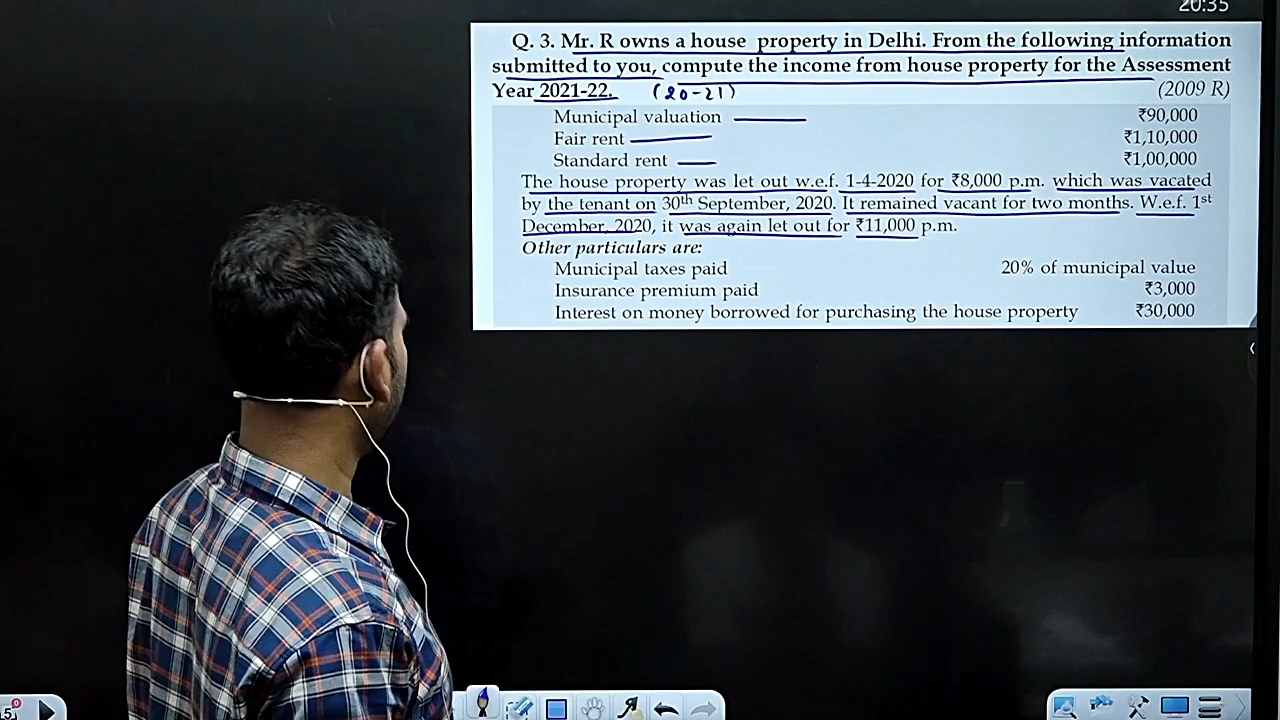 20:35
Q. 3. Mr. R owns a house property in Delhi. From the following information
submitted to you, compute the income from house property for the Assessment
Year 2021-22. (20-21) (2009 R)
Municipal valuation ₹90,000
Fair rent ₹1,10,000
Standard rent ₹1,00,000
The house property was let out w.e.f. 1-4-2020 for ₹8,000 p.m. which was vacated
by the tenant on 30th September, 2020. It remained vacant for two months. W.e.f. 1st
December, 2020, it was again let out for ₹11,000 p.m.
Other particulars are:
Municipal taxes paid 20% of municipal value
Insurance premium paid ₹3,000
Interest on money borrowed for purchasing the house property ₹30,000